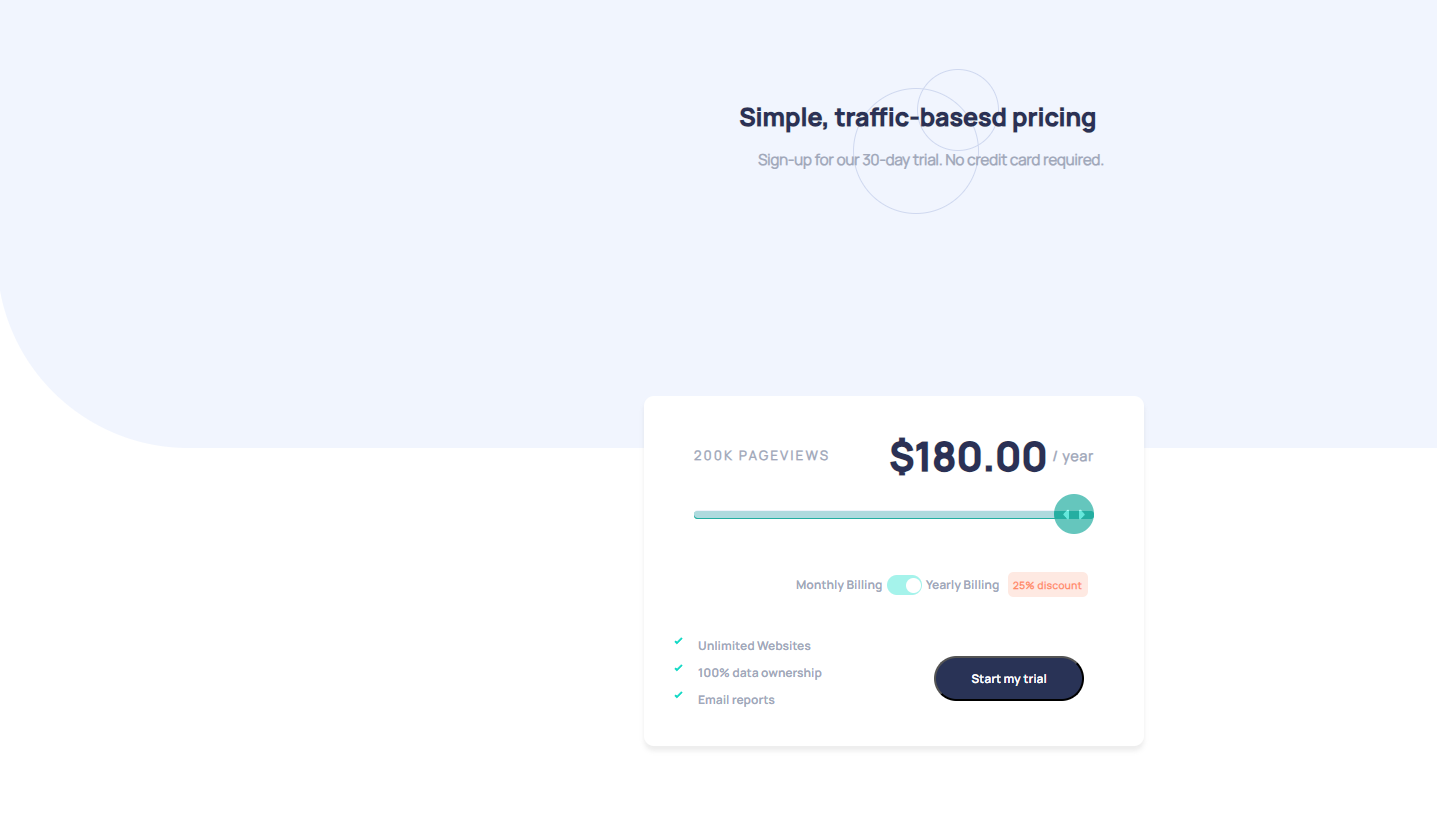 Simple, traffic-basesd pricing
Sign-up for our 30-day trial. No credit card required.
200K PAGEVIEWS
$180.00 / year
Monthly Billing
Yearly Billing
25% discount
Unlimited Websites
100% data ownership
Email reports
Start my trial